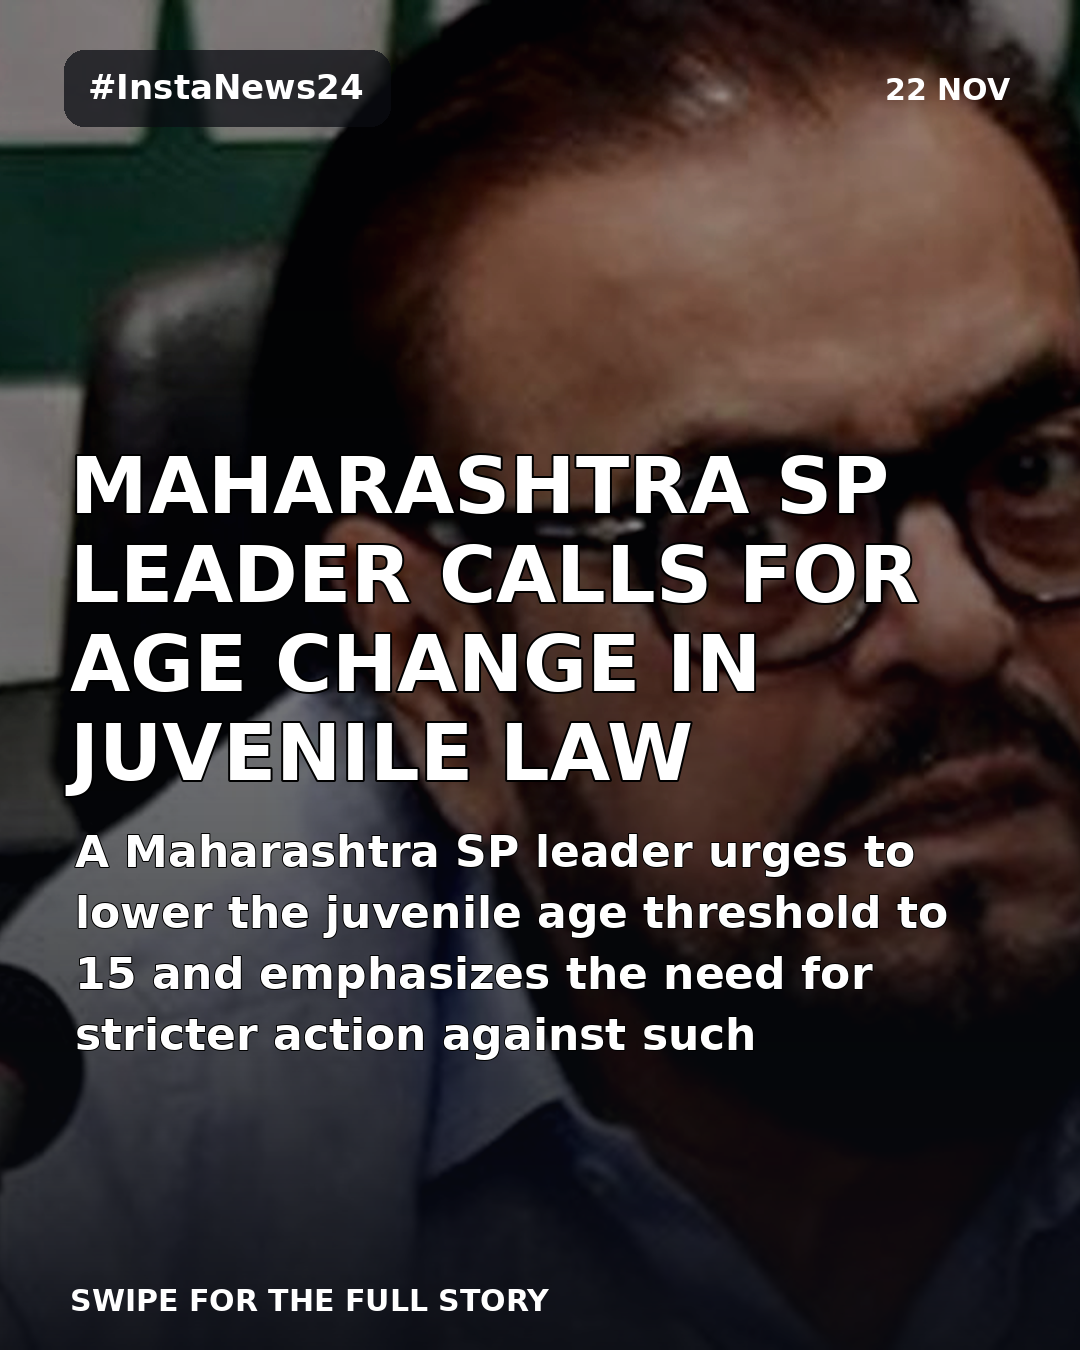 #InstaNews24
22 NOV
MAHARASHTRA SP
LEADER CALLS FOR
AGE CHANGE IN
JUVENILE LAW
A Maharashtra SP leader urges to
lower the juvenile age threshold to
15 and emphasizes the need for
stricter action against such
SWIPE FOR THE FULL STORY